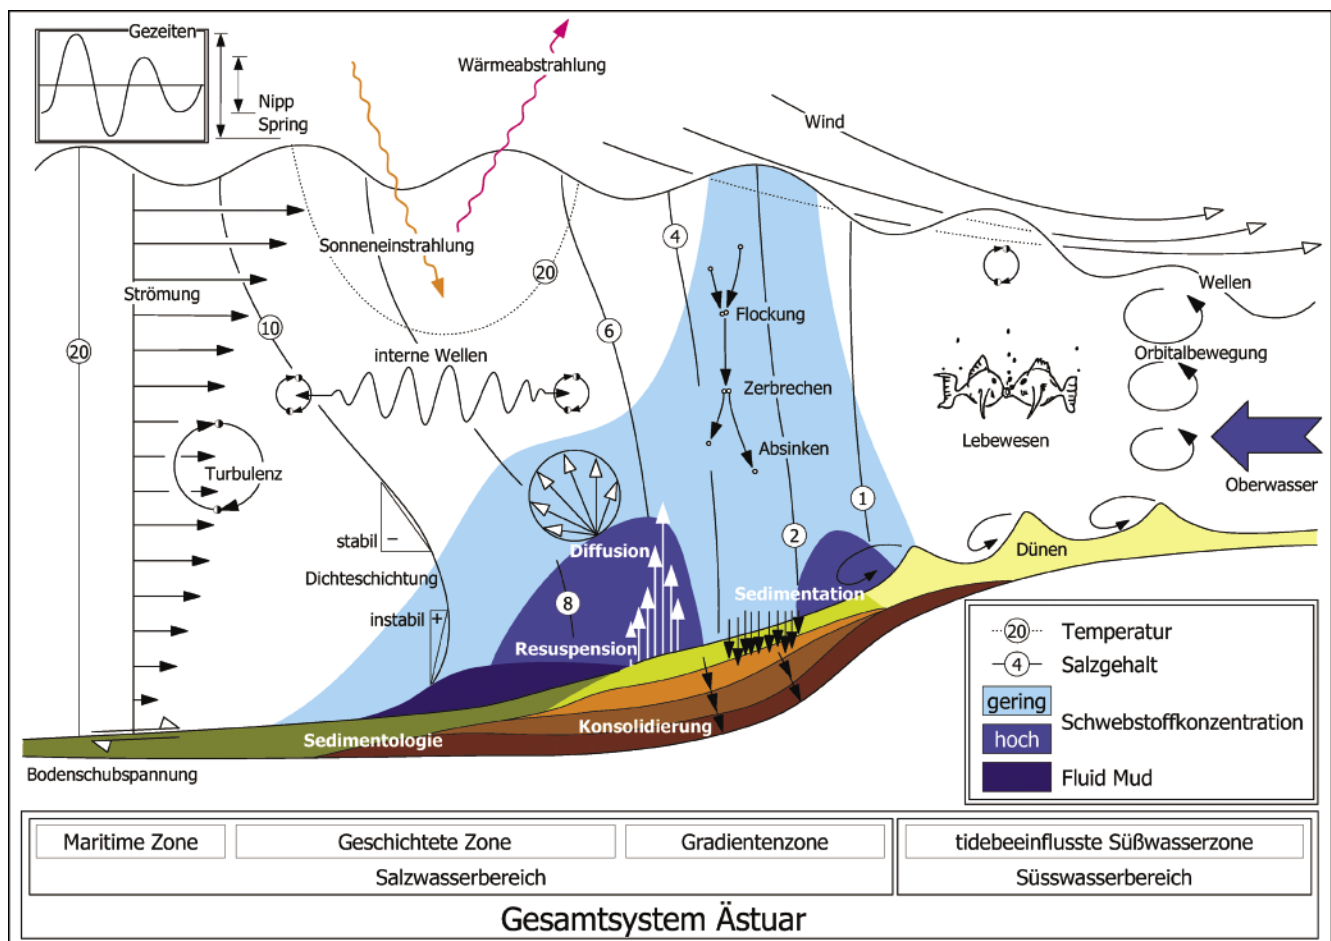 Gezeiten
Nipp
Spring
Wärmeabstrahlung
Wind
Sonneneinstrahlung
Strömung
20
10
20
6
4
interne Wellen
Flockung
Zerbrechen
Absinken
Wellen
Orbitalbewegung
Lebewesen
Oberwasser
Turbulenz
stabil
−
Dichteschichtung
instabil
+
Diffusion
8
Resuspension
Sedimentation
2
1
Dünen
Konsolidierung
Sedimentologie
Bodenschubspannung
20 Temperatur
4 Salzgehalt
gering
Schwebstoffkonzentration
hoch
Fluid Mud
Maritime Zone
Geschichtete Zone
Gradientenzone
tidebeeinflusste Süßwasserzone
Salzwasserbereich
Süsswasserbereich
Gesamtsystem Ästuar